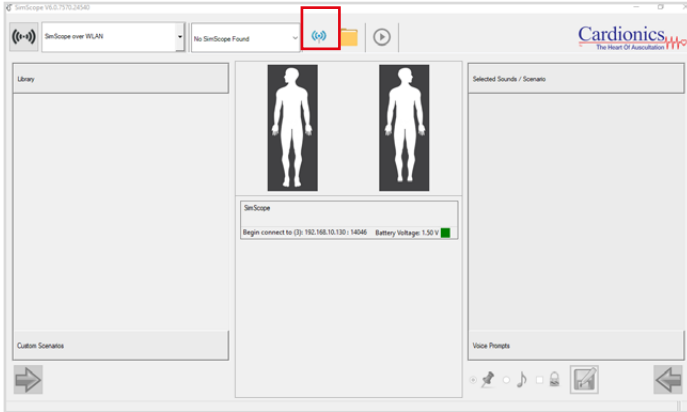 SimScope V6.0.7570.24540
SimScope over WLAN
No SimScope Found
Cardionics
The Heart Of Auscultation
Library
Selected Sounds / Scenario
SimScope
Begin connect to (3): 192.168.10.130 : 14046 Battery Voltage: 1.50 V
Custom Scenarios
Voice Prompts